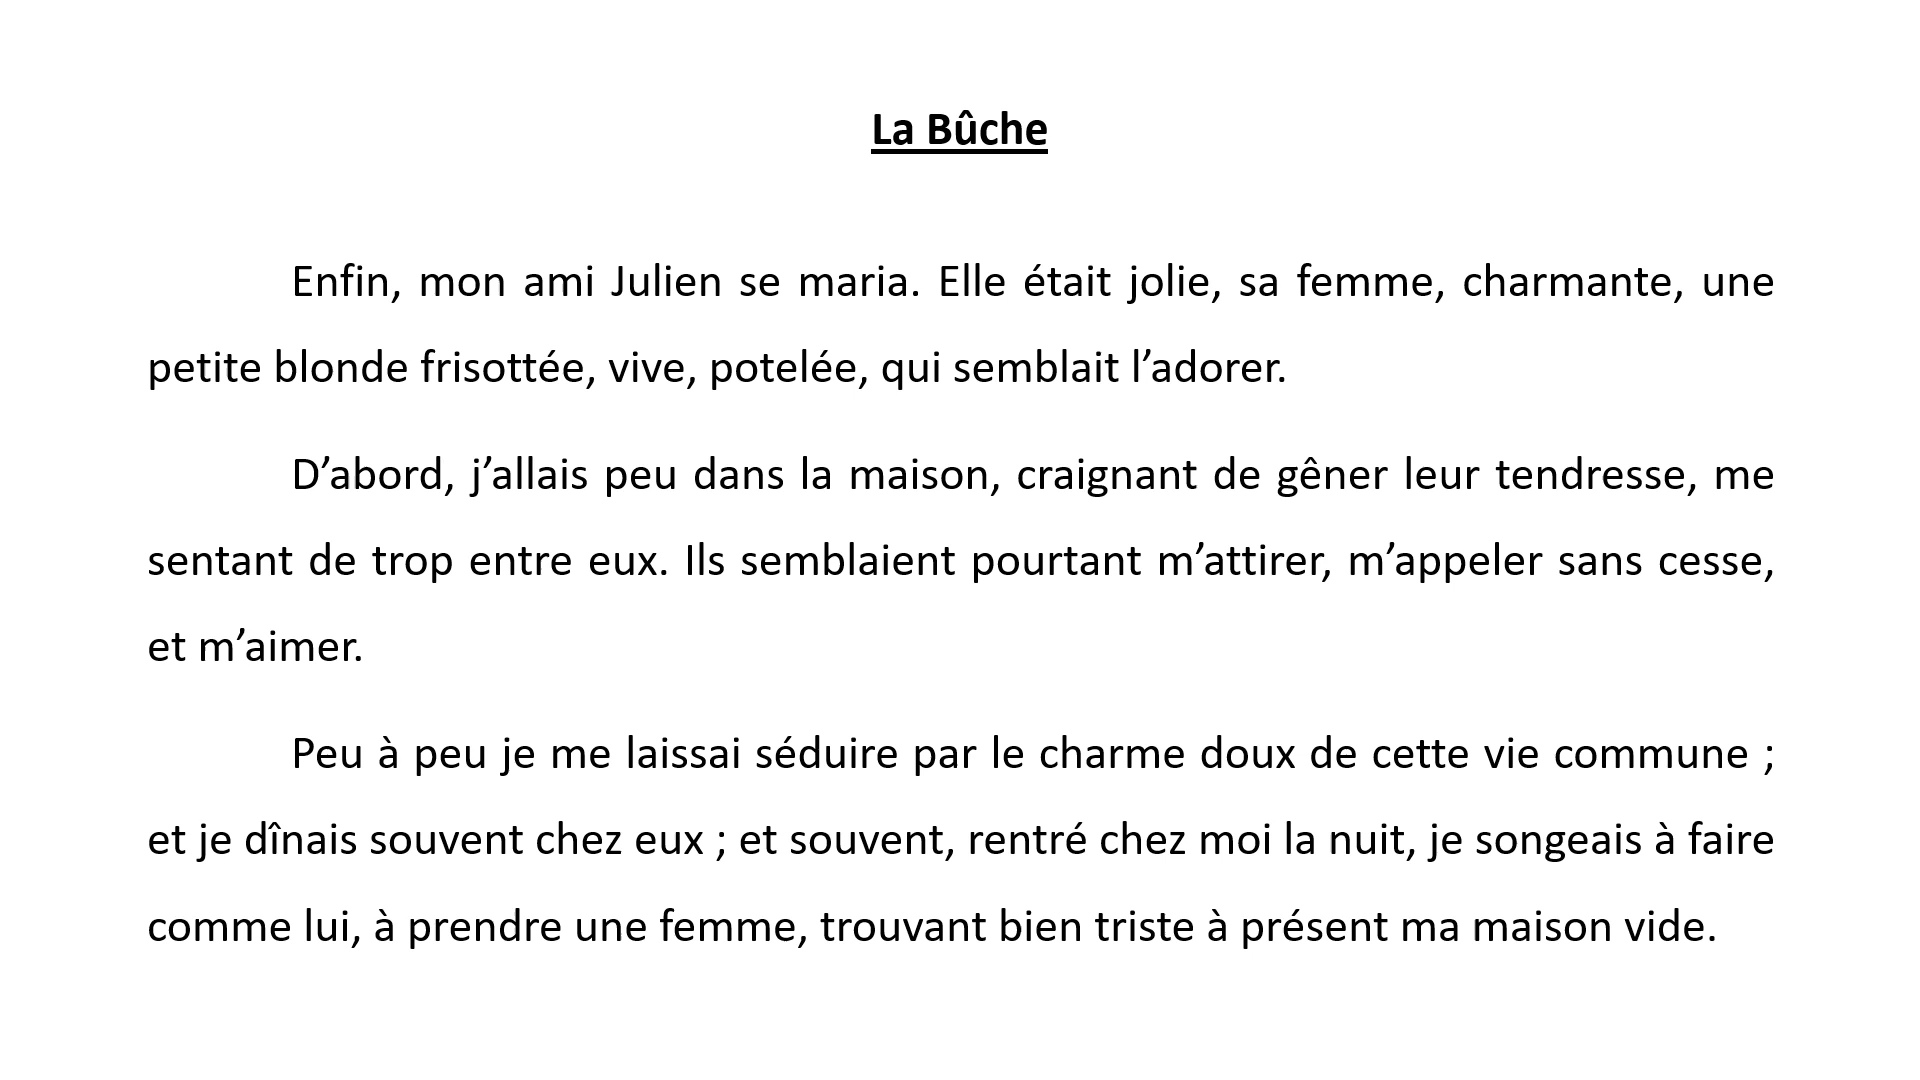 La Bûche
Enfin, mon ami Julien se maria. Elle était jolie, sa femme, charmante, une
petite blonde frisottée, vive, potelée, qui semblait l’adorer.
D’abord, j’allais peu dans la maison, craignant de gêner leur tendresse, me
sentant de trop entre eux. Ils semblaient pourtant m’attirer, m’appeler sans cesse,
et m’aimer.
Peu à peu je me laissai séduire par le charme doux de cette vie commune ;
et je dînais souvent chez eux ; et souvent, rentré chez moi la nuit, je songeais à faire
comme lui, à prendre une femme, trouvant bien triste à présent ma maison vide.